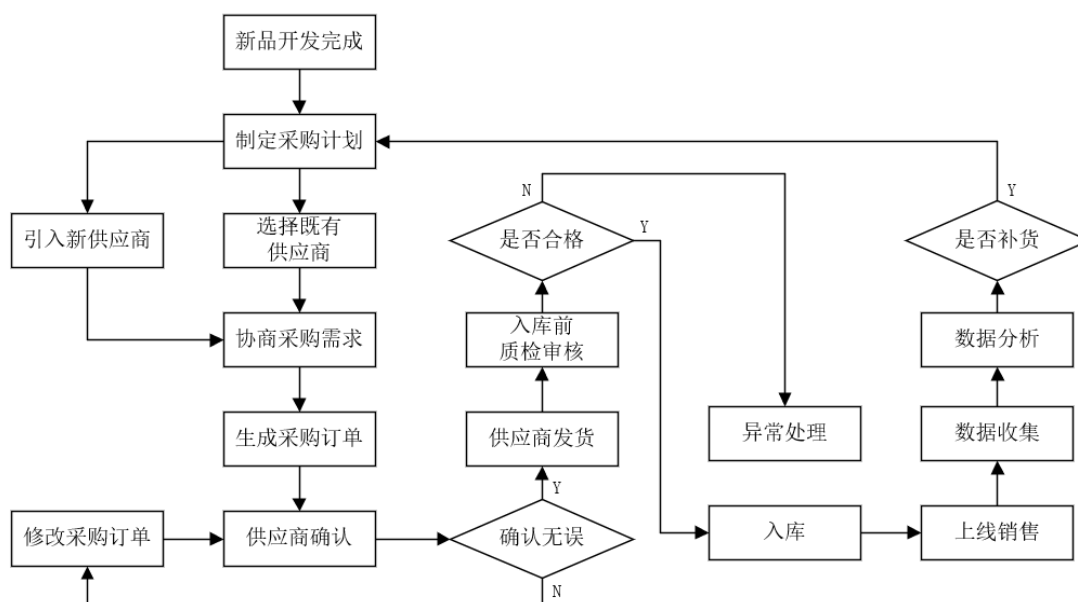 新品开发完成
制定采购计划
引入新供应商
选择既有
供应商
协商采购需求
生成采购订单
修改采购订单
供应商确认
确认无误
Y
N
供应商发货
入库前
质检审核
是否合格
N
Y
异常处理
入库
上线销售
数据收集
数据分析
是否补货
Y